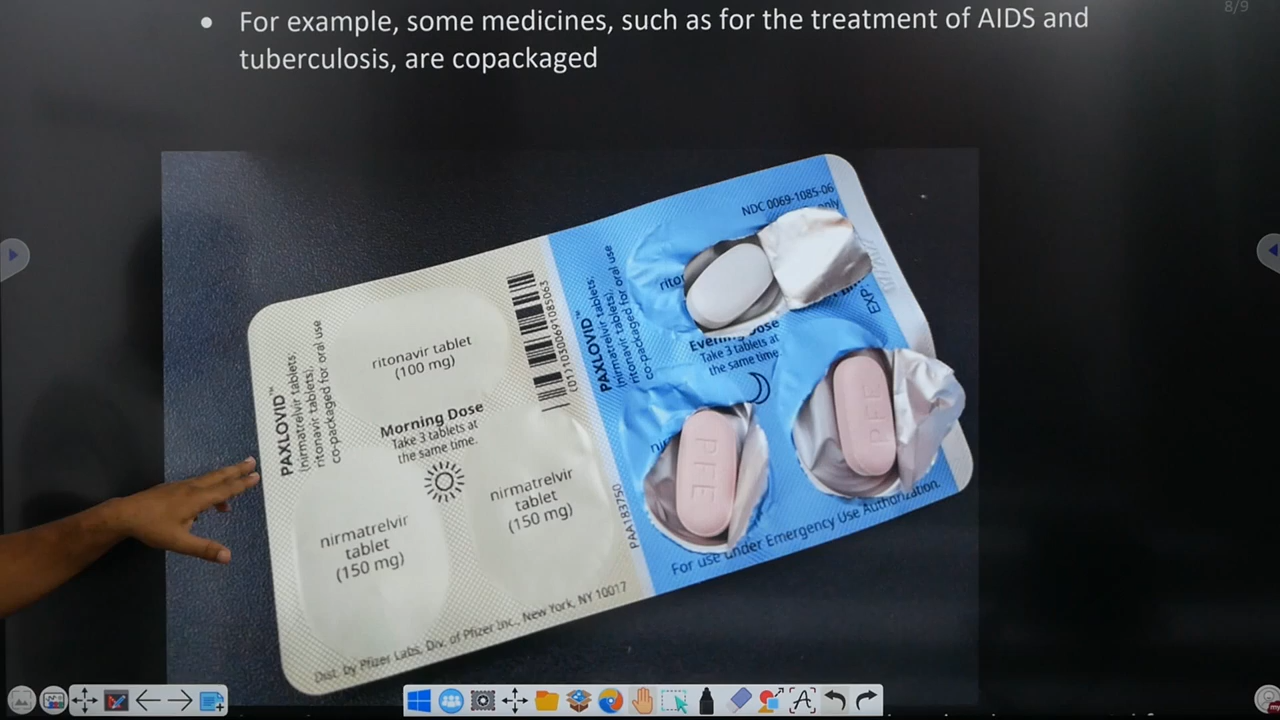 8/9
For example, some medicines, such as for the treatment of AIDS and
tuberculosis, are copackaged
PAXLOVID™
(nirmatrelvir tablets;
ritonavir tablets),
co-packaged for oral use
ritonavir tablet
(100 mg)
Morning Dose
Take 3 tablets at
the same time.
nirmatrelvir
tablet
(150 mg)
nirmatrelvir
tablet
(150 mg)
Dist. by Pfizer Labs, Div. of Pfizer Inc., New York, NY 10017
(01)10300691085063
PAXLOVID™
(nirmatrelvir tablets;
ritonavir tablets),
co-packaged for oral use
NDC 0069-1085-06
only
Evening Dose
Take 3 tablets at
the same time.
PFE
PFE
EXP
PAA183750
For use under Emergency Use Authorization.